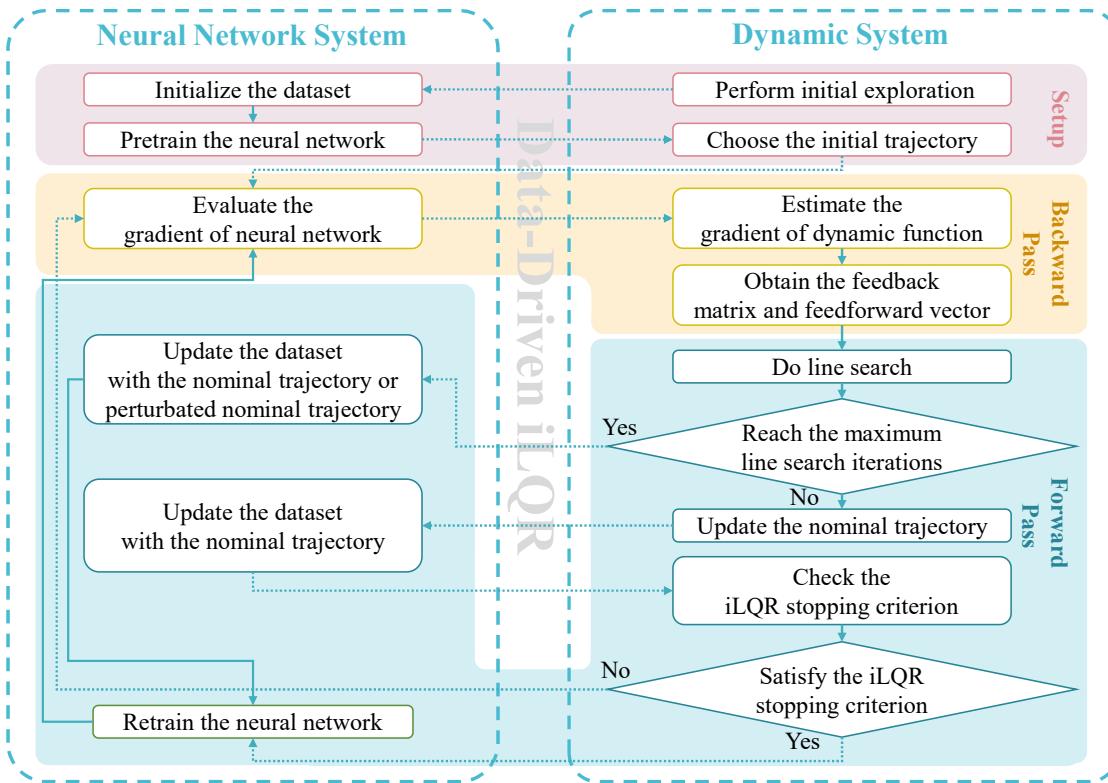 Neural Network System
Dynamic System
Initialize the dataset
Perform initial exploration
Pretrain the neural network
Choose the initial trajectory
Setup
Evaluate the
gradient of neural network
Estimate the
gradient of dynamic function
Obtain the feedback
matrix and feedforward vector
Backward
Pass
Data-Driven iLQR
Do line search
Update the dataset
with the nominal trajectory or
perturbated nominal trajectory
Yes
Reach the maximum
line search iterations
No
Update the dataset
with the nominal trajectory
Update the nominal trajectory
Forward
Pass
Check the
iLQR stopping criterion
No
Satisfy the iLQR
stopping criterion
Retrain the neural network
Yes